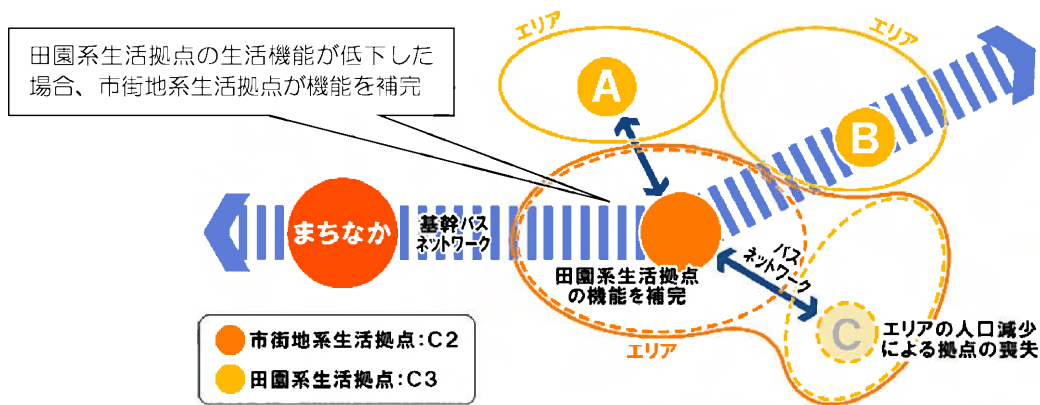 田園系生活拠点の生活機能が低下した
場合、市街地系生活拠点が機能を補完
エリア
A
エリア
B
まちなか
基幹バス
ネットワーク
田園系生活拠点
の機能を補完
バス
ネットワーク
C
エリアの人口減少
による拠点の喪失
エリア
市街地系生活拠点:C2
田園系生活拠点:C3